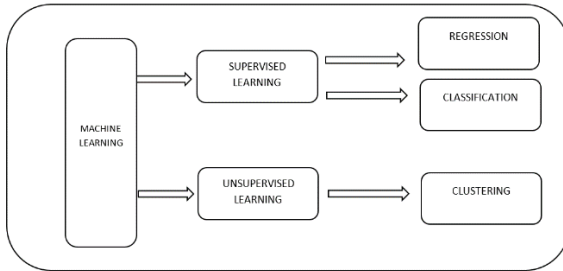 MACHINE
LEARNING
SUPERVISED
LEARNING
REGRESSION
CLASSIFICATION
UNSUPERVISED
LEARNING
CLUSTERING